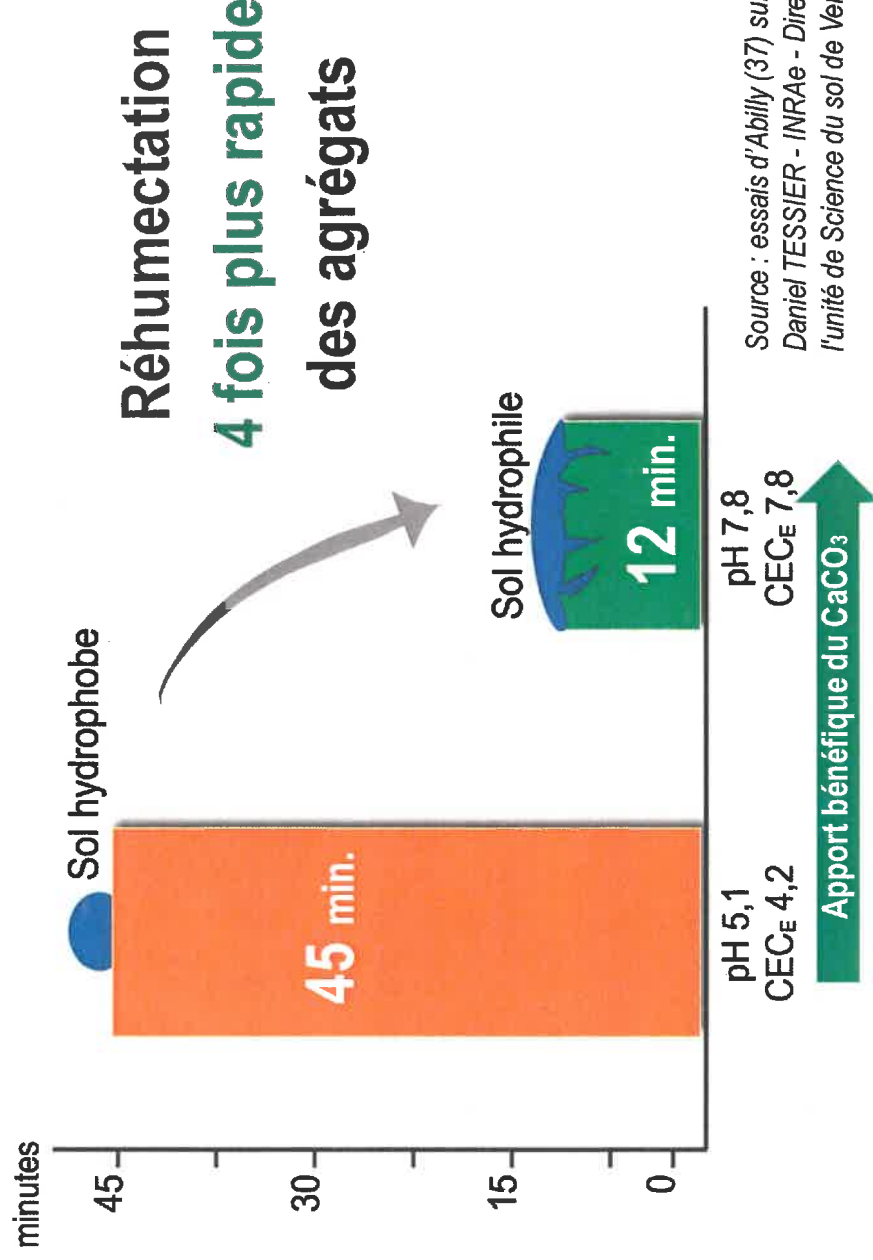 Réhumectation
4 fois plus rapide
des agrégats
minutes
45
30
15
0
Sol hydrophobe
45 min.
Sol hydrophile
12 min.
pH 5,1
CECE 4,2
pH 7,8
CECE 7,8
Apport bénéfique du CaCO3
Source : essais d'Abilly (37)
Daniel TESSIER - INRAe -
l'unité de Science du sol de